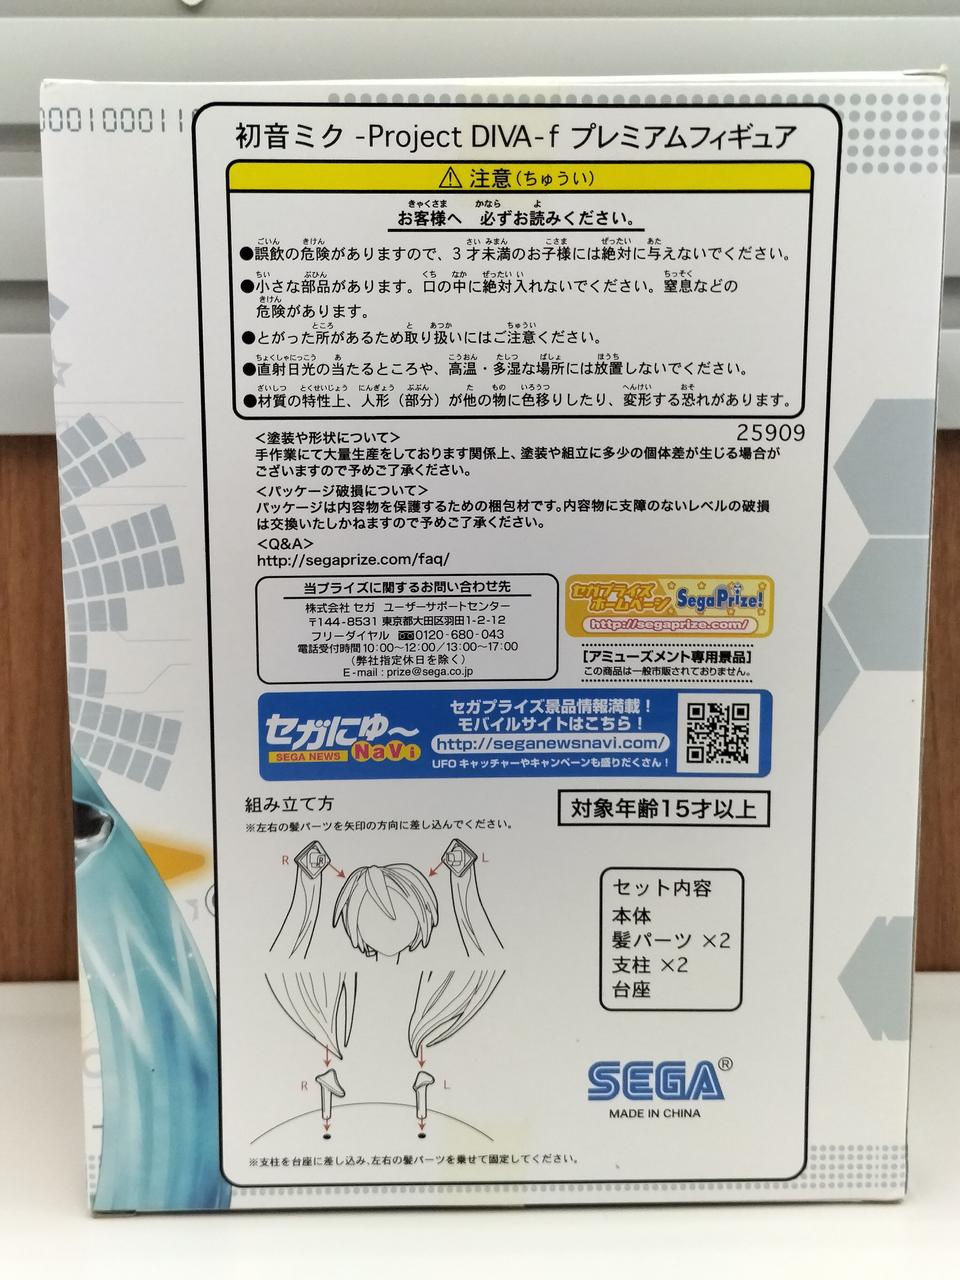 00010001
初音ミク -Project DIVA-f プレミアムフィギュア
⚠ 注意(ちゅうい)
お客様へ 必ずお読みください。
●誤飲の危険がありますので、3才未満のお子様には絶対に与えないでください。
●小さな部品があります。口の中に絶対入れないでください。窒息などの
危険があります。
●とがった所があるため取り扱いにはご注意ください。
●直射日光の当たるところや、高温・多湿な場所には放置しないでください。
●材質の特性上、人形（部分）が他の物に色移りしたり、変形する恐れがあります。
25909
<塗装や形状について>
手作業にて大量生産をしております関係上、塗装や組立に多少の個体差が生じる場合が
ございますので予めご了承ください。
<パッケージ破損について>
パッケージは内容物を保護するための梱包材です。内容物に支障のないレベルの破損
は交換いたしかねますので予めご了承ください。
<Q&A>
http://segaprize.com/faq/
当プライズに関するお問い合わせ先
株式会社 セガ ユーザーサポートセンター
〒144-8531 東京都大田区羽田1-2-12
フリーダイヤル 0120-680-043
電話受付時間 10:00～12:00/13:00～17:00
(弊社指定休日を除く)
E-mail : prize@sega.co.jp
セガプライズ
ホームページ SegaPrize!
http://segaprize.com/
[アミューズメント専用景品]
この商品は一般市販されておりません。
セガにゅ～
SEGA NEWS NaVi
セガプライズ景品情報満載！
モバイルサイトはこちら！
http://seganewsnavi.com/
UFOキャッチャーやキャンペーンも盛りだくさん！
組み立て方
※左右の髪パーツを矢印の方向に差し込んでください。
対象年齢15才以上
R
R
L
セット内容
本体
髪パーツ ×2
支柱 ×2
台座
R
L
SEGA®
MADE IN CHINA
※支柱を台座に差し込み、左右の髪パーツを乗せて固定してください。